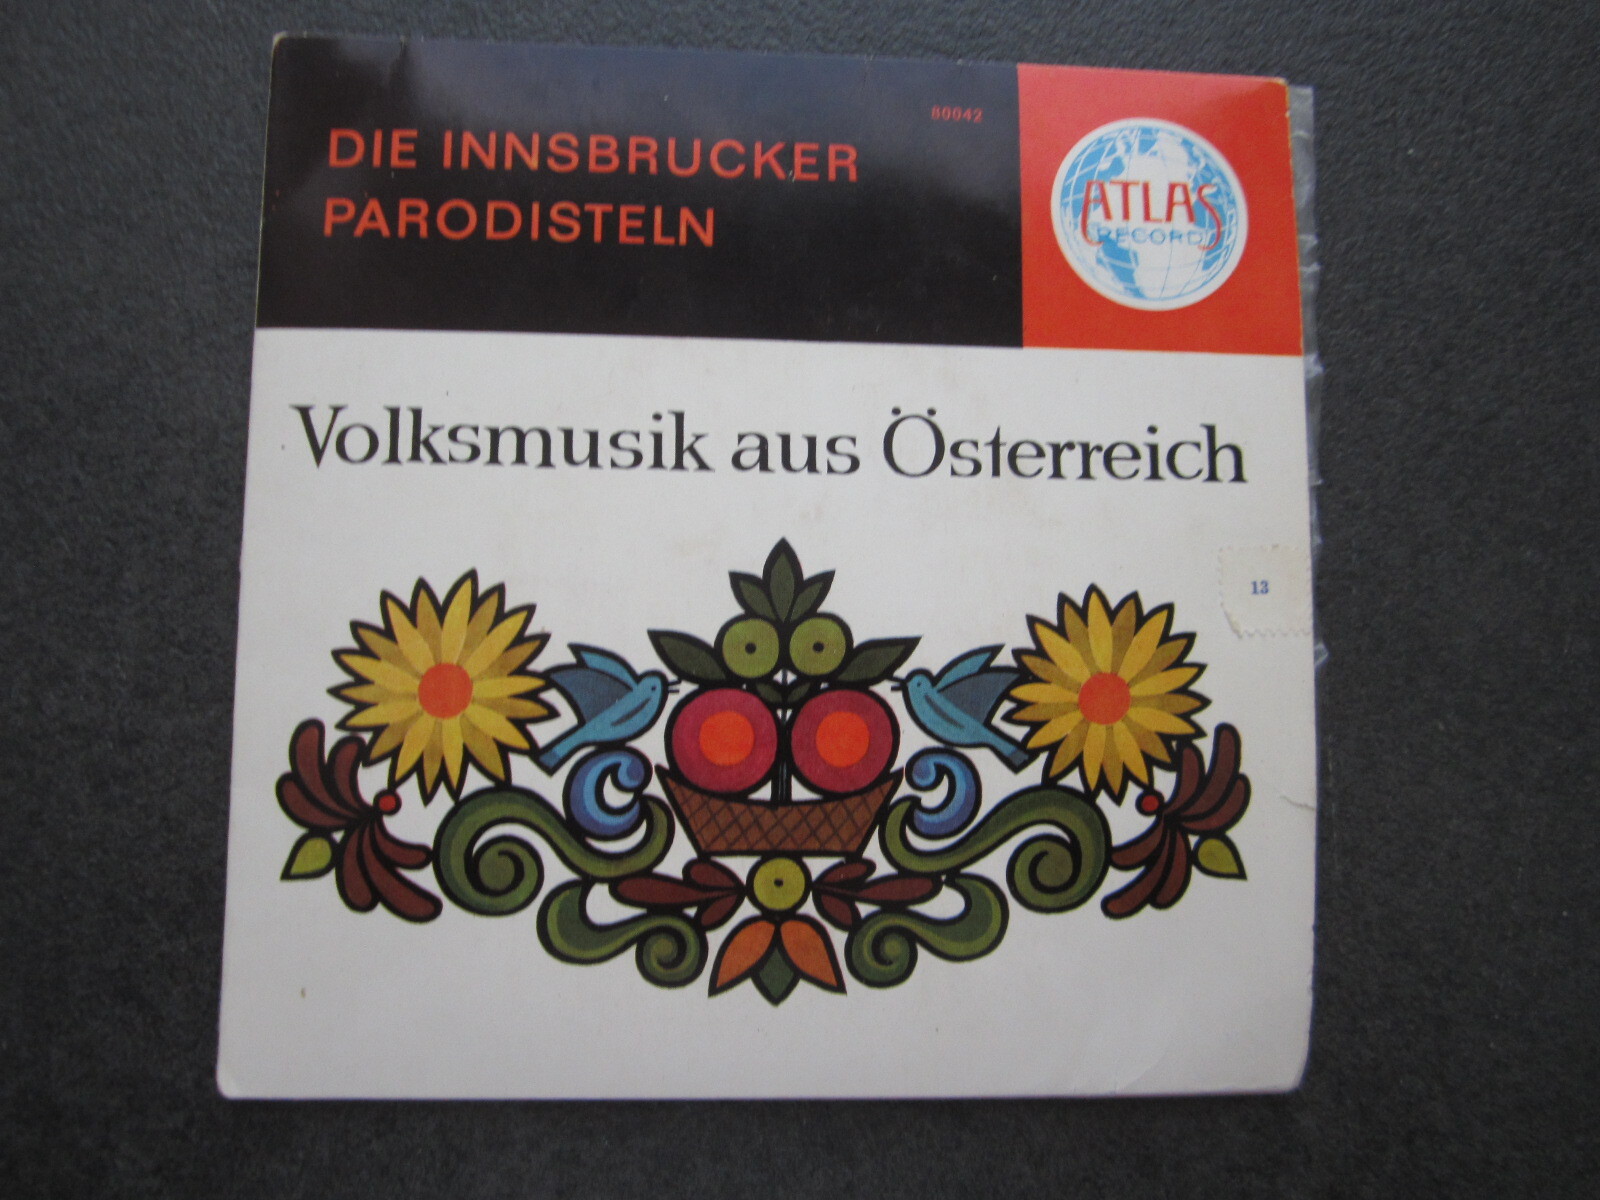 80042
DIE INNSBRUCKER
PARODISTELN
ATLAS
RECORD
Volksmusik aus Österreich
13